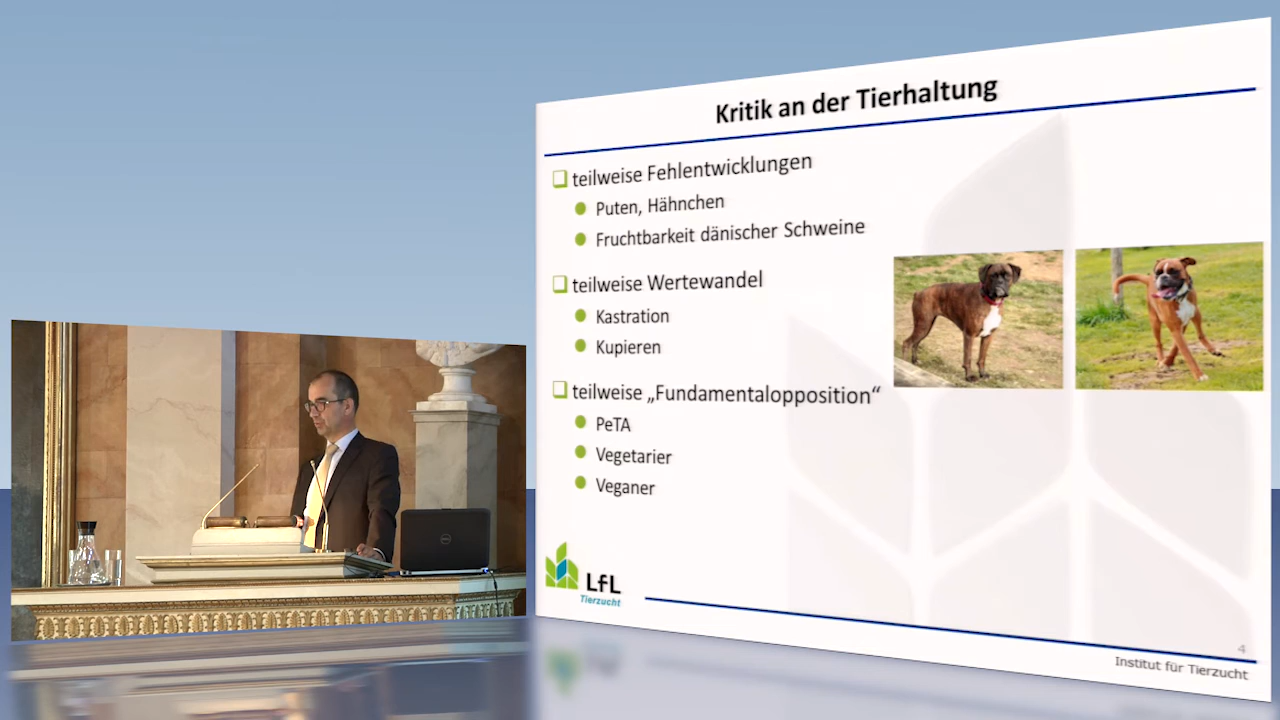 Kritik an der Tierhaltung
teilweise Fehlentwicklungen
Puten, Hähnchen
Fruchtbarkeit dänischer Schweine
teilweise Wertewandel
Kastration
Kupieren
teilweise „Fundamentalopposition“
PeTA
Vegetarier
Veganer
LfL
Tierzucht
4
Institut für Tierzucht
DELL